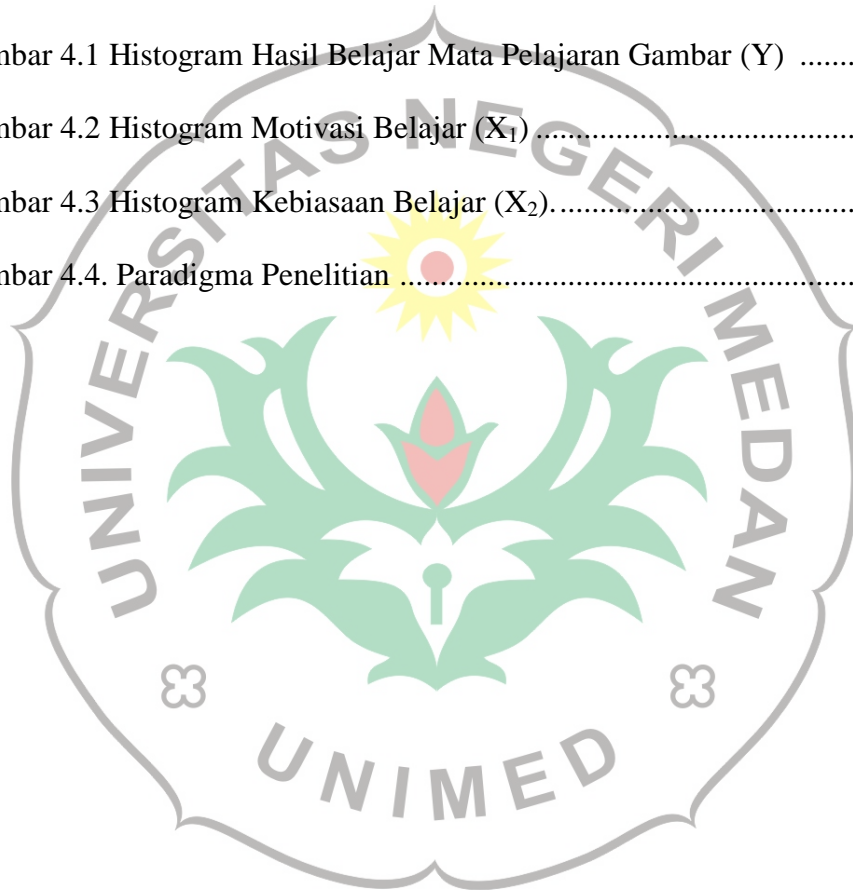 mbar 4.1 Histogram Hasil Belajar Mata Pelajaran Gambar (Y) .......
mbar 4.2 Histogram Motivasi Belajar (X₁) ........................................
mbar 4.3 Histogram Kebiasaan Belajar (X₂). .....................................
mbar 4.4. Paradigma Penelitian .........................................................
UNIVERSITAS NEGERI MEDAN
UNIMED